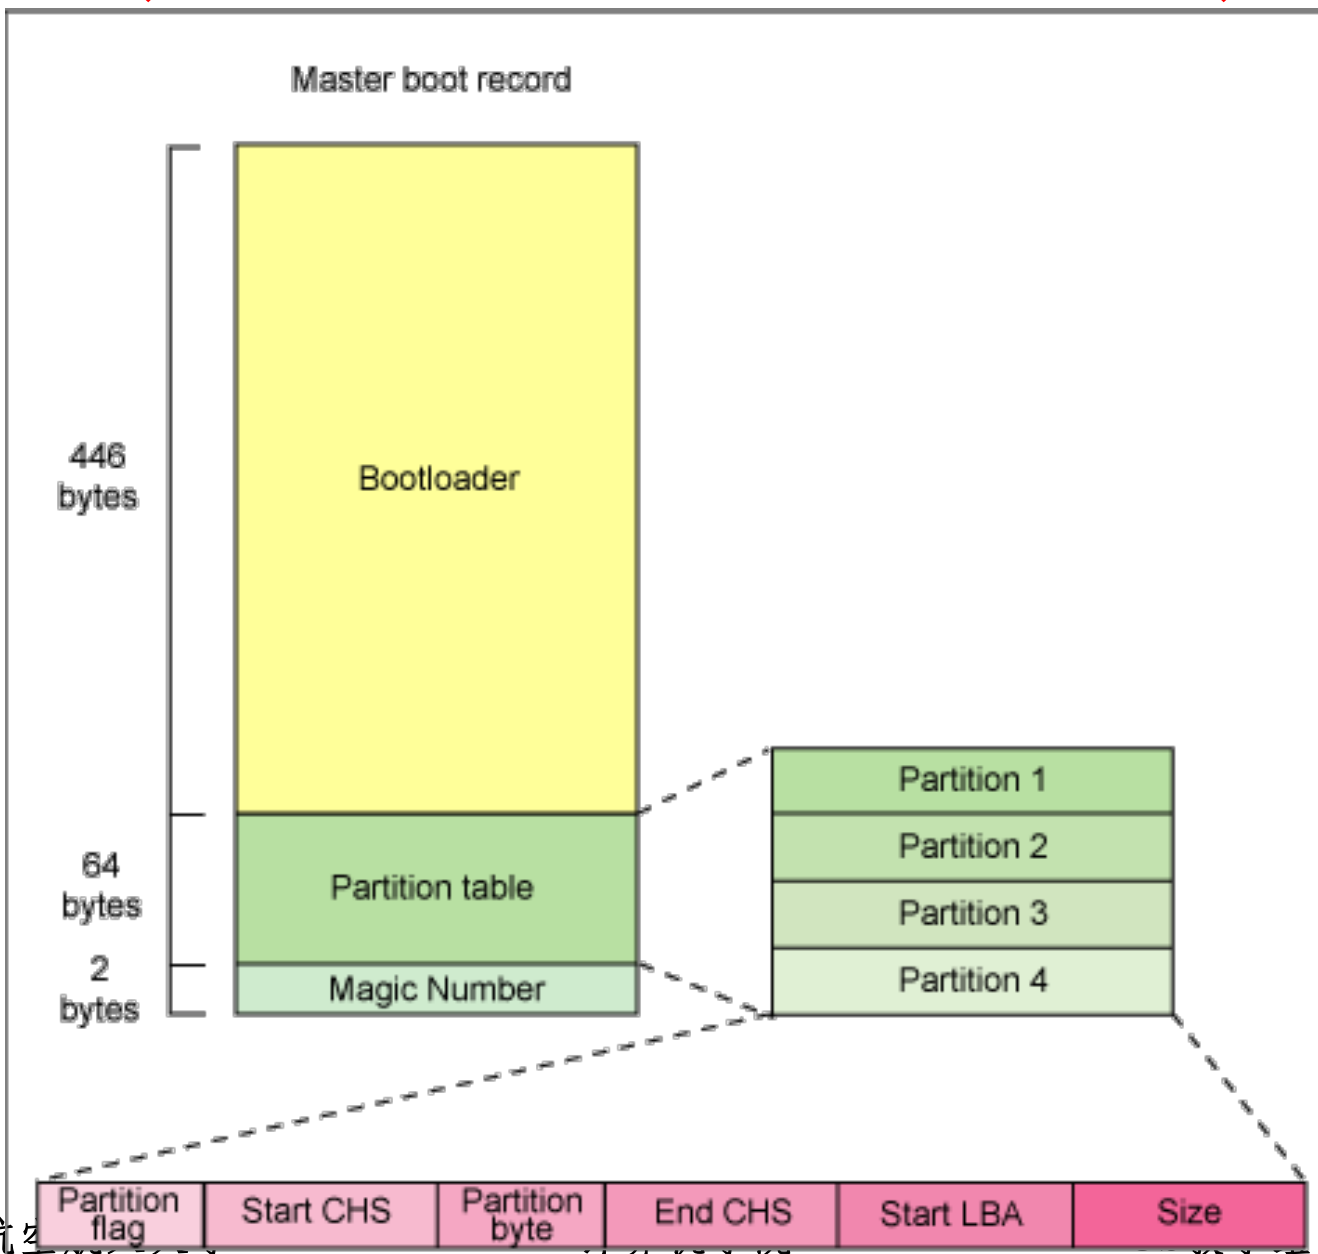 Master boot record
446
bytes
Bootloader
64
bytes
Partition table
2
bytes
Magic Number
Partition 1
Partition 2
Partition 3
Partition 4
Partition
flag
Start CHS
Partition
byte
End CHS
Start LBA
Size